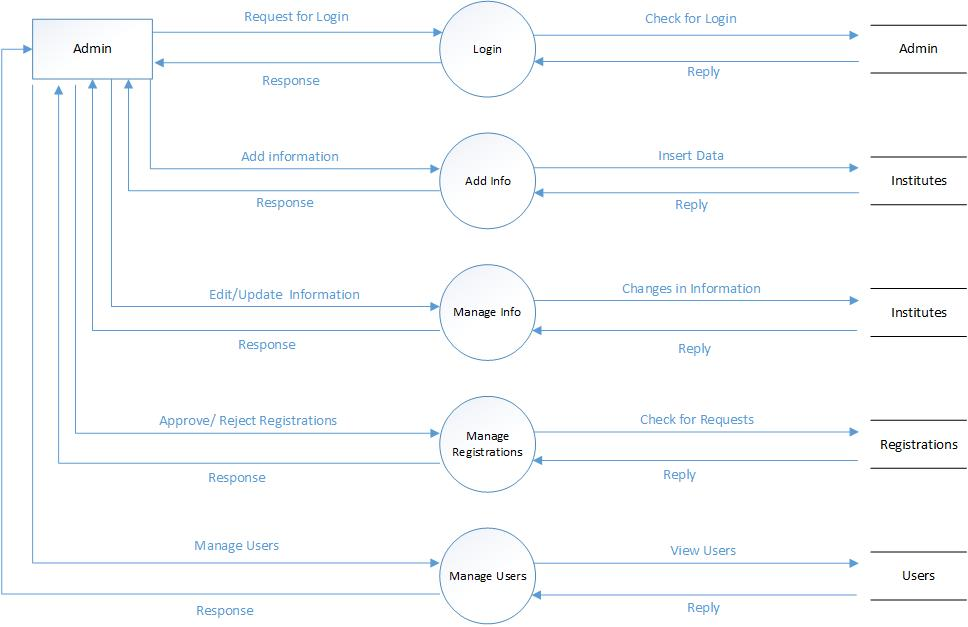 Request for Login
Check for Login
Admin
Login
Admin
Response
Reply
Add information
Insert Data
Add Info
Institutes
Response
Reply
Edit/Update  Information
Changes in Information
Manage Info
Institutes
Response
Reply
Approve/ Reject Registrations
Check for Requests
Manage
Registrations
Registrations
Response
Reply
Manage Users
View Users
Manage Users
Users
Response
Reply